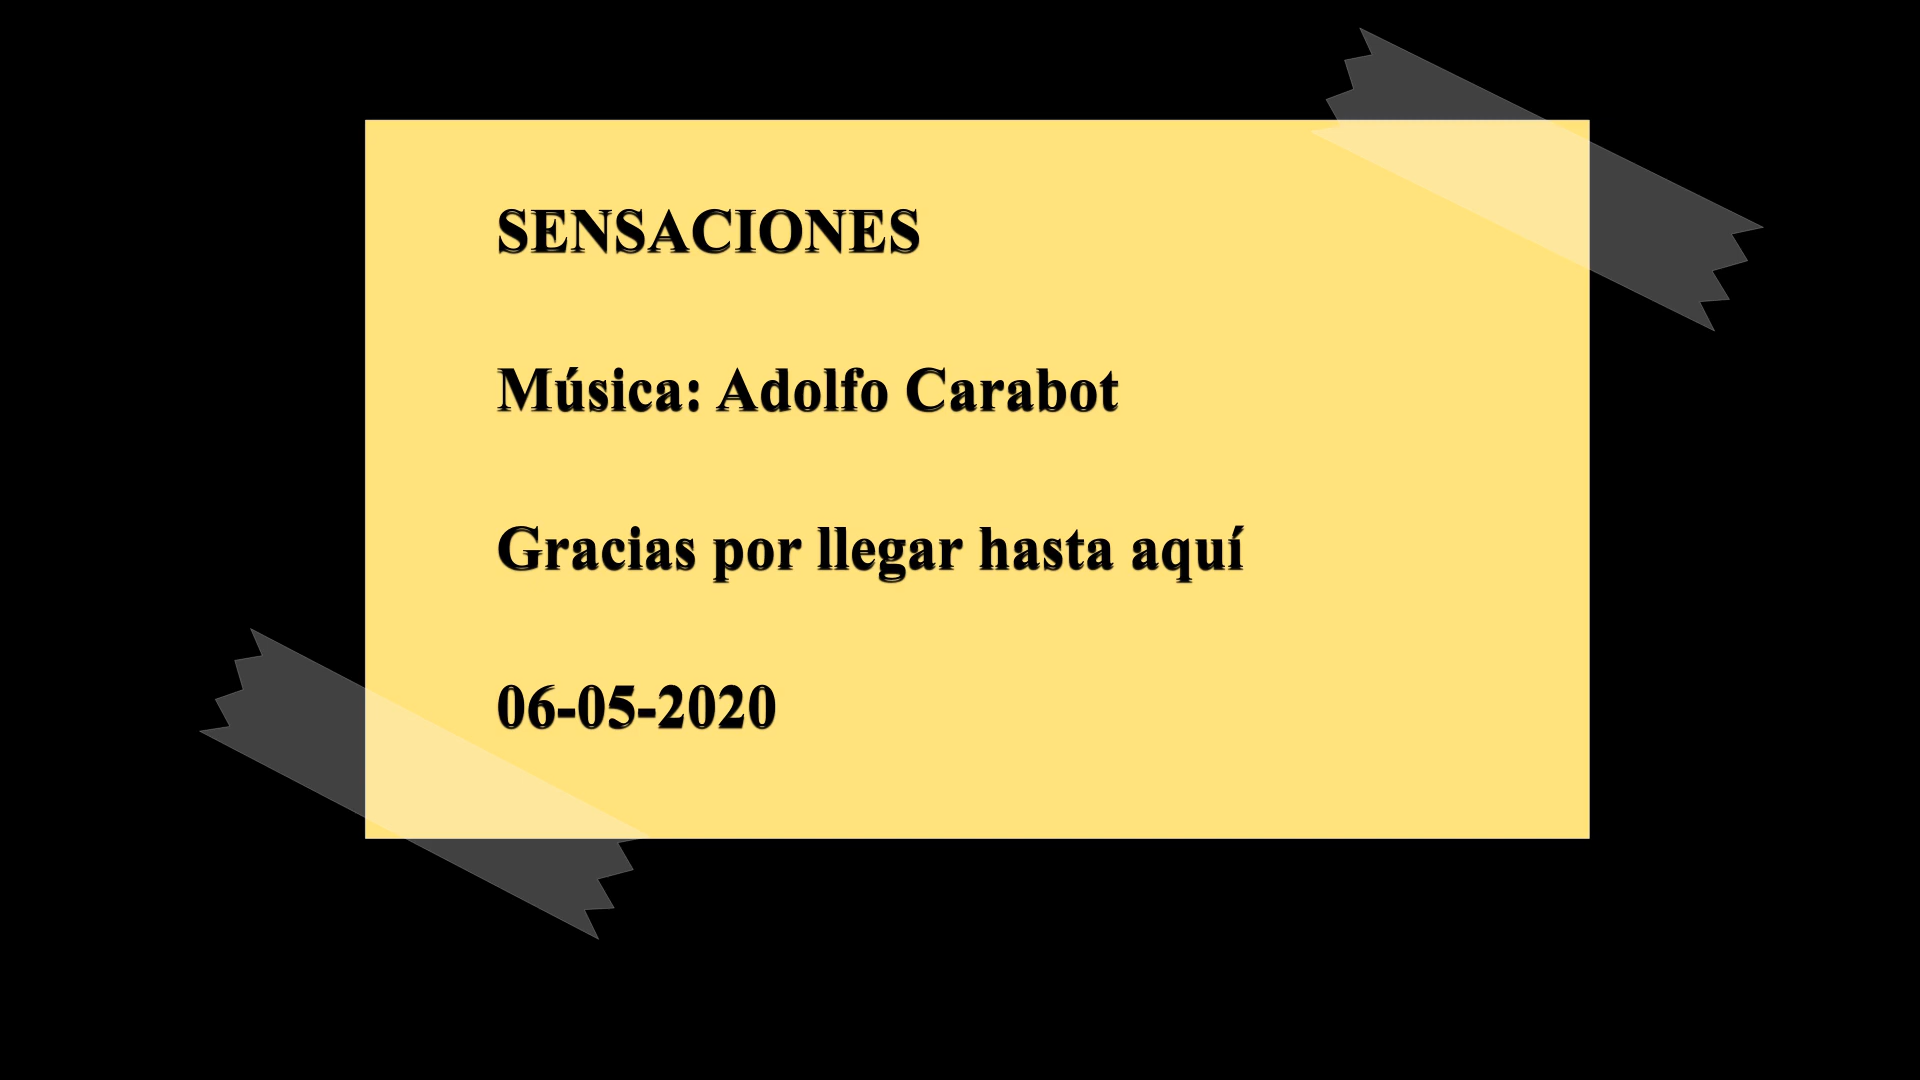 SENSACIONES
Música: Adolfo Carabot
Gracias por llegar hasta aquí
06-05-2020